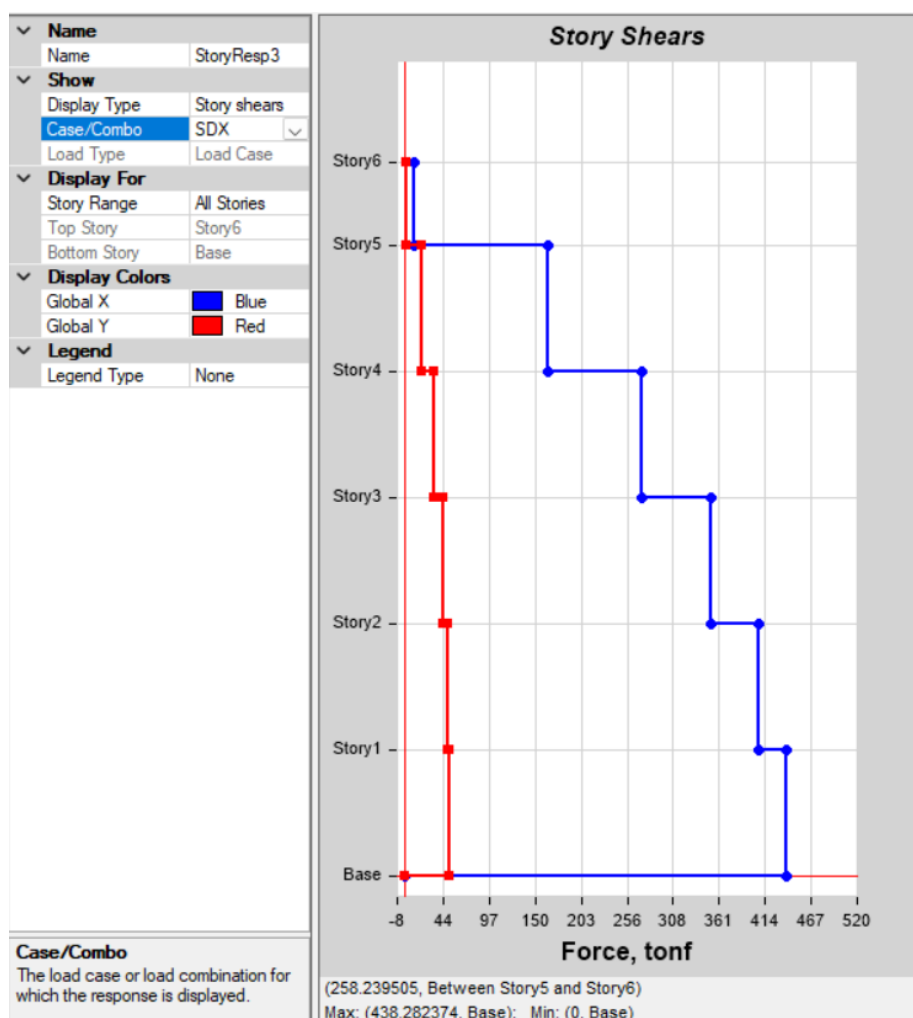 Name
Name StoryResp3
Show
Display Type Story shears
Case/Combo SDX
Load Type Load Case
Display For
Story Range All Stories
Top Story Story6
Bottom Story Base
Display Colors
Global X Blue
Global Y Red
Legend
Legend Type None
Case/Combo
The load case or load combination for
which the response is displayed.
Story Shears
Story6
Story5
Story4
Story3
Story2
Story1
Base
-8 44 97 150 203 256 308 361 414 467 520
Force, tonf
(258.239505, Between Story5 and Story6)
Max: (438.282374, Base); Min: (0, Base)